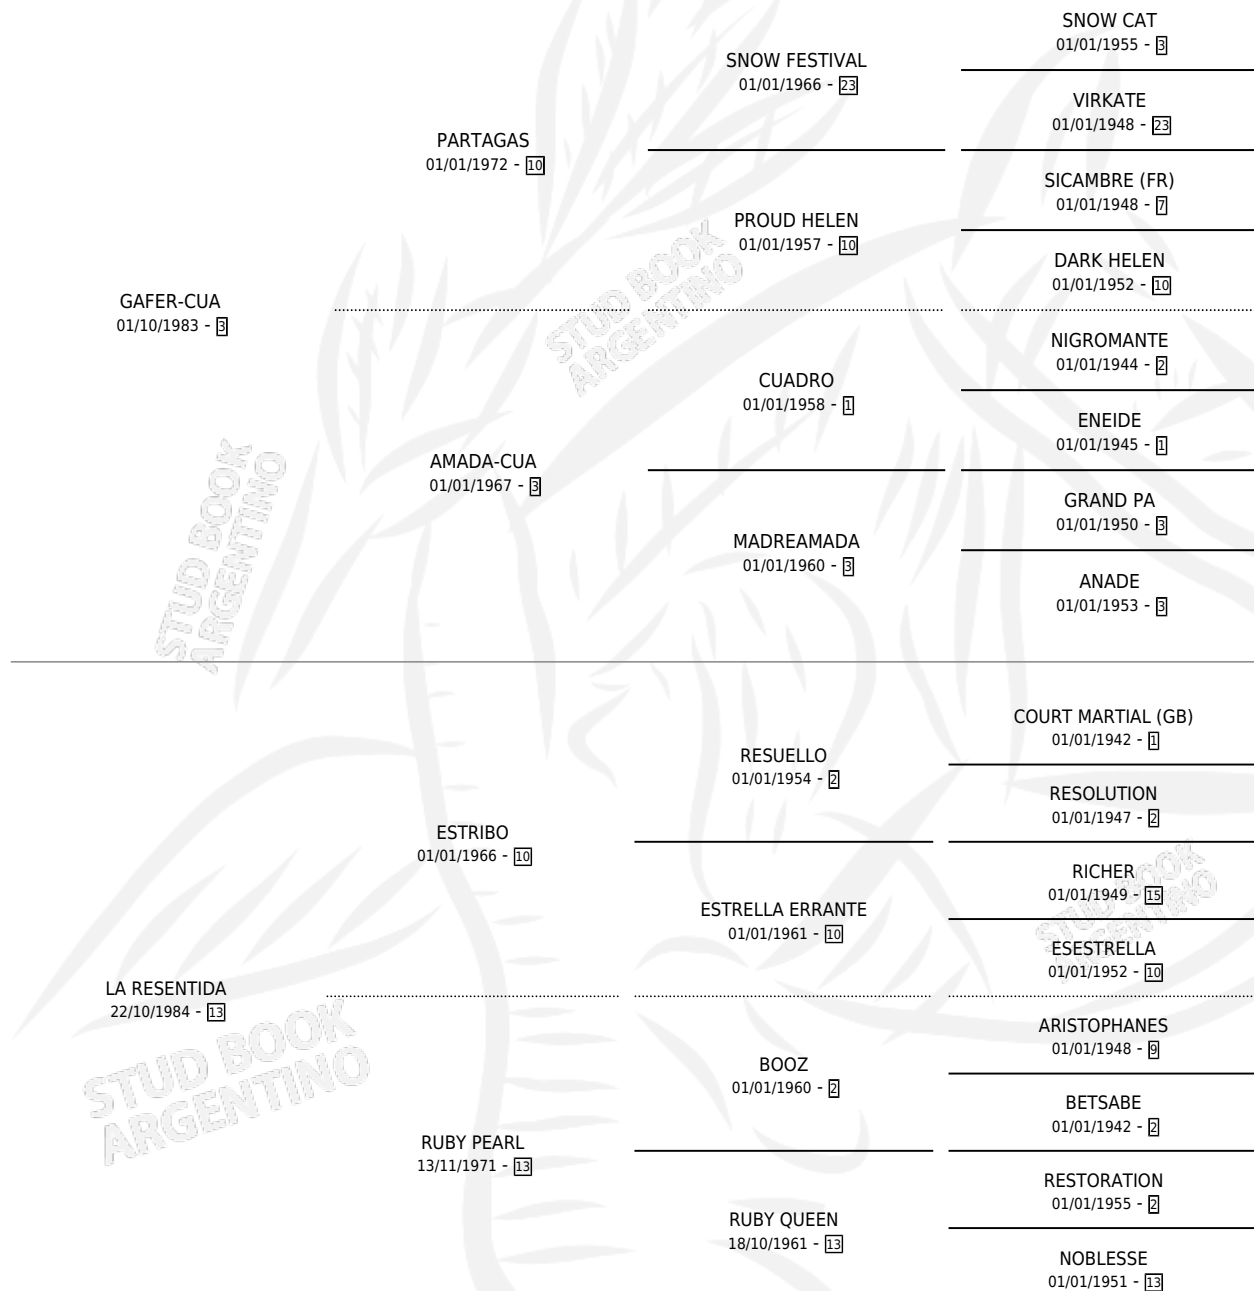 SNOW CAT
01/01/1955 - 3
SNOW FESTIVAL
01/01/1966 - 23
VIRKATE
01/01/1948 - 23
PARTAGAS
01/01/1972 - 10
SICAMBRE (FR)
01/01/1948 - 7
PROUD HELEN
01/01/1957 - 10
DARK HELEN
01/01/1952 - 10
GAFER-CUA
01/10/1983 - 3
STUD BOOK
ARGENTINO
NIGROMANTE
01/01/1944 - 2
CUADRO
01/01/1958 - 1
ENEIDE
01/01/1945 - 1
AMADA-CUA
01/01/1967 - 3
GRAND PA
01/01/1950 - 3
MADREAMADA
01/01/1960 - 3
ANADE
01/01/1953 - 3
STUD BOOK
ARGENTINO
COURT MARTIAL (GB)
01/01/1942 - 1
RESUELLO
01/01/1954 - 2
RESOLUTION
01/01/1947 - 2
ESTRIBO
01/01/1966 - 10
RICHER
01/01/1949 - 15
ESTRELLA ERRANTE
01/01/1961 - 10
STUD BOOK
ARGENTINO
ESESTRELLA
01/01/1952 - 10
LA RESENTIDA
22/10/1984 - 13
STUD BOOK
ARGENTINO
ARISTOPHANES
01/01/1948 - 9
BOOZ
01/01/1960 - 2
BETSABE
01/01/1942 - 2
RUBY PEARL
13/11/1971 - 13
RESTORATION
01/01/1955 - 2
RUBY QUEEN
18/10/1961 - 13
NOBLESSE
01/01/1951 - 13